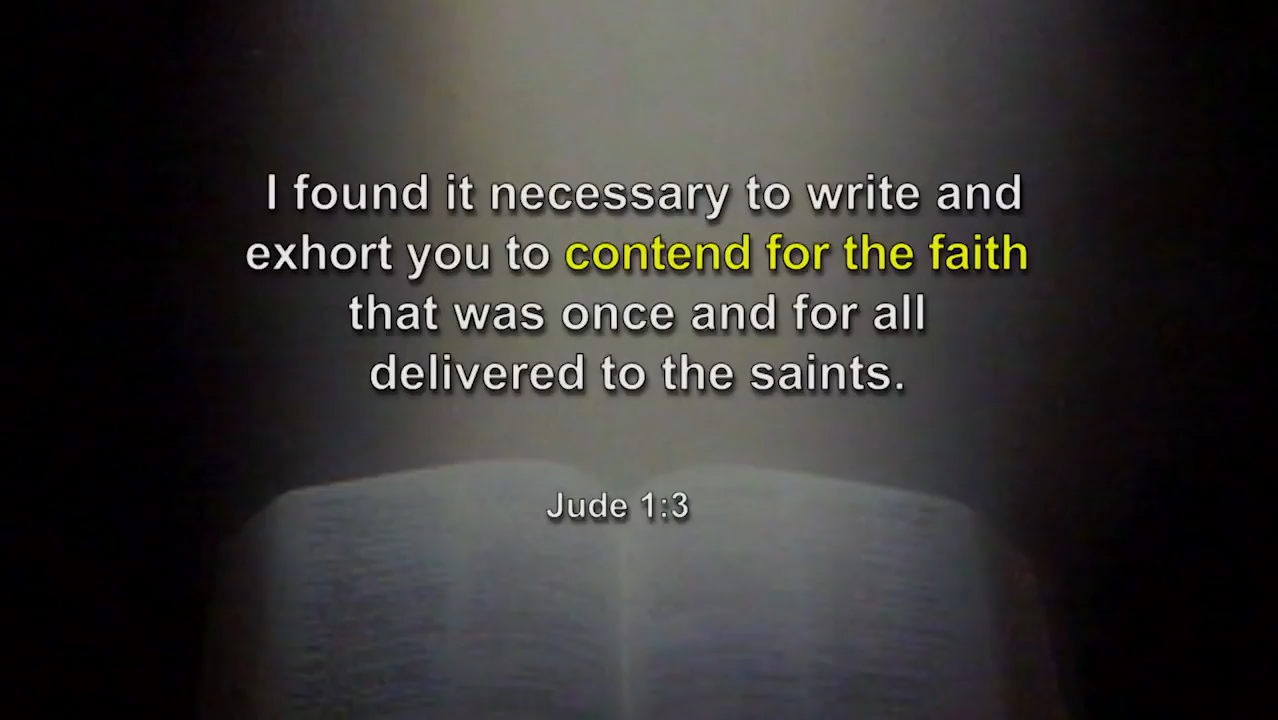 I found it necessary to write and
exhort you to contend for the faith
that was once and for all
delivered to the saints.
Jude 1:3